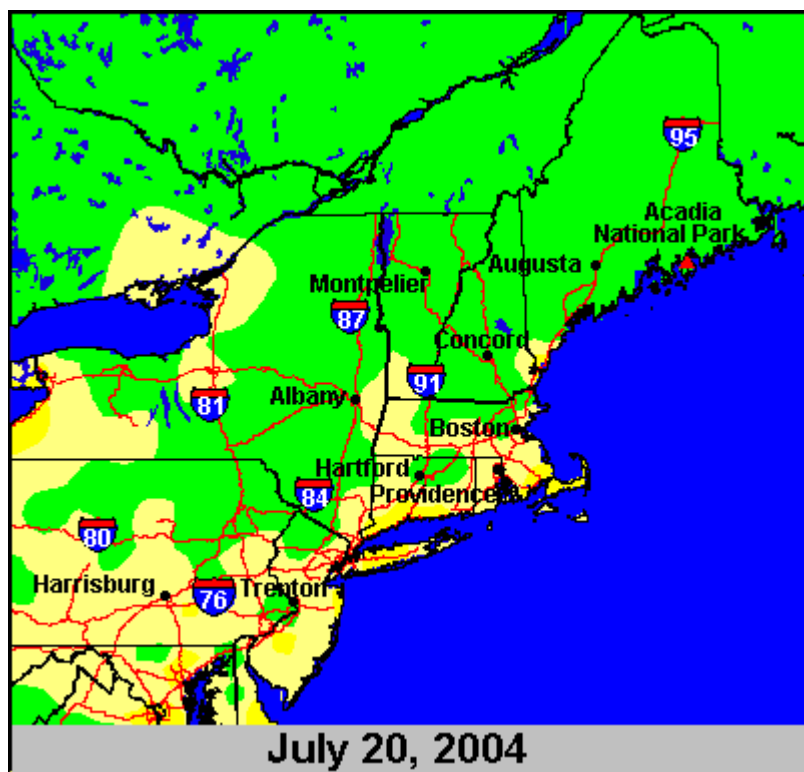 95
Acadia
National Park
Augusta
Montpelier
87
Concord
91
81
Albany
Boston
Hartford
84
Providence
80
Harrisburg
76
Trenton
July 20, 2004